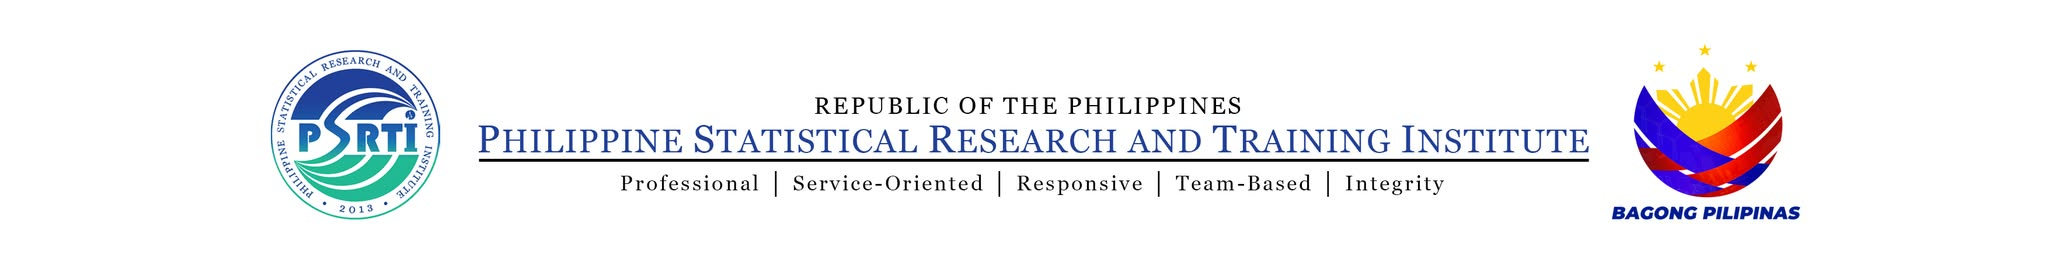 PHILIPPINE STATISTICAL RESEARCH AND TRAINING INSTITUTE
PSRTI
• 2013 •
REPUBLIC OF THE PHILIPPINES
PHILIPPINE STATISTICAL RESEARCH AND TRAINING INSTITUTE
Professional | Service-Oriented | Responsive | Team-Based | Integrity
BAGONG PILIPINAS